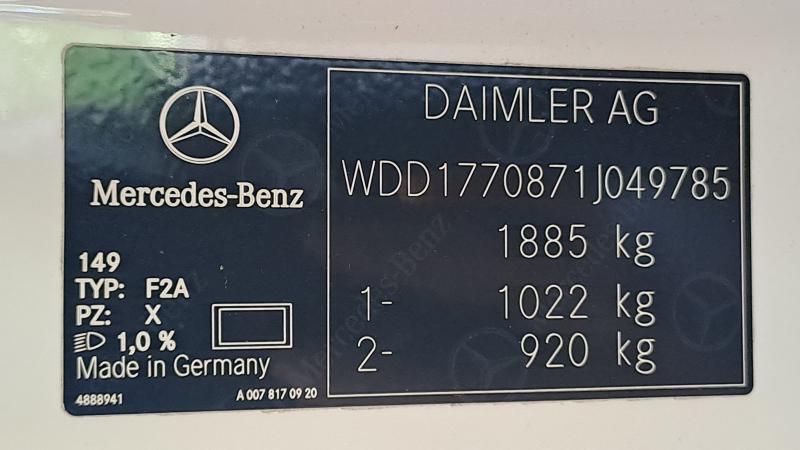 Mercedes-Benz
149
TYP: F2A
PZ: X
1,0 %
Made in Germany
4888941
A 007 817 09 20
DAIMLER AG
WDD1770871J049785
1885 kg
1- 1022 kg
2- 920 kg